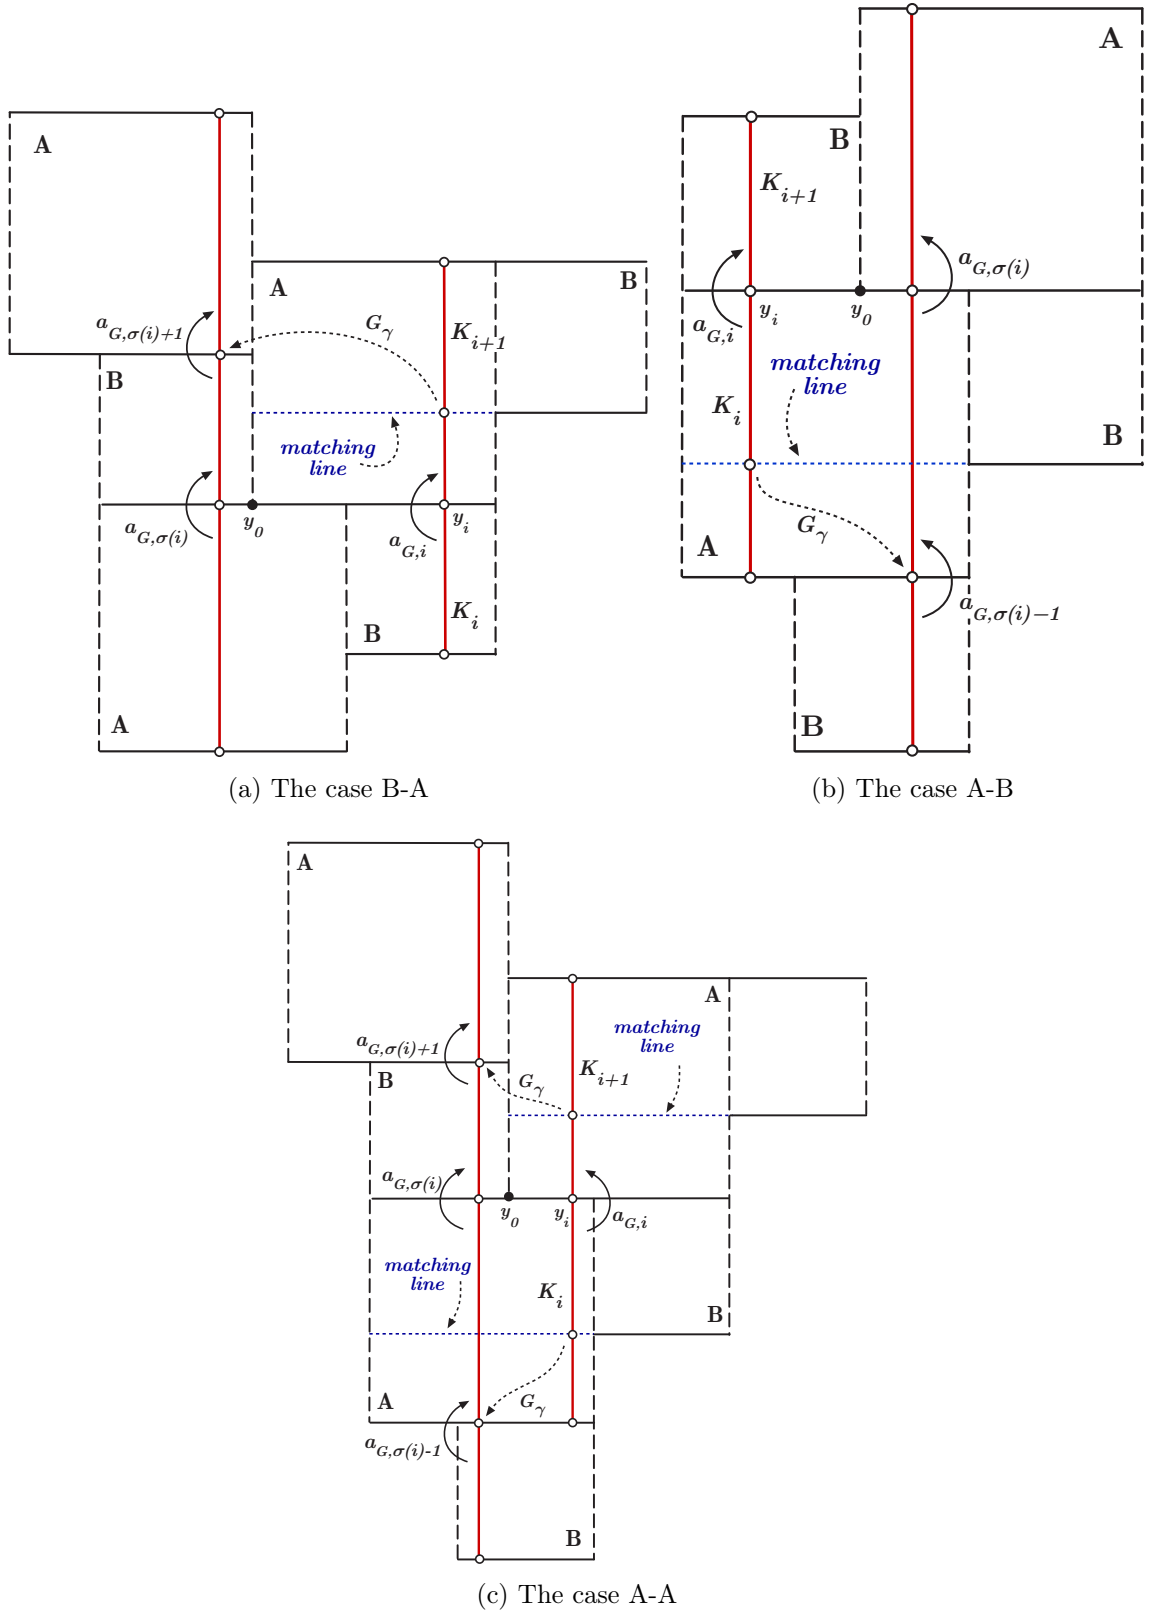 A
B
a_{G,σ(i)+1}
G_γ
A
K_{i+1}
B
matching
line
a_{G,σ(i)}
y_0
a_{G,i}
y_i
K_i
B
A
(a) The case B-A
A
B
K_{i+1}
a_{G,σ(i)}
a_{G,i}
y_i
y_0
matching
line
K_i
B
A
G_γ
a_{G,σ(i)−1}
B
(b) The case A-B
A
A
matching
line
a_{G,σ(i)+1}
B
G_γ
K_{i+1}
a_{G,σ(i)}
y_0
y_i
a_{G,i}
matching
line
K_i
B
A
G_γ
a_{G,σ(i)-1}
B
(c) The case A-A